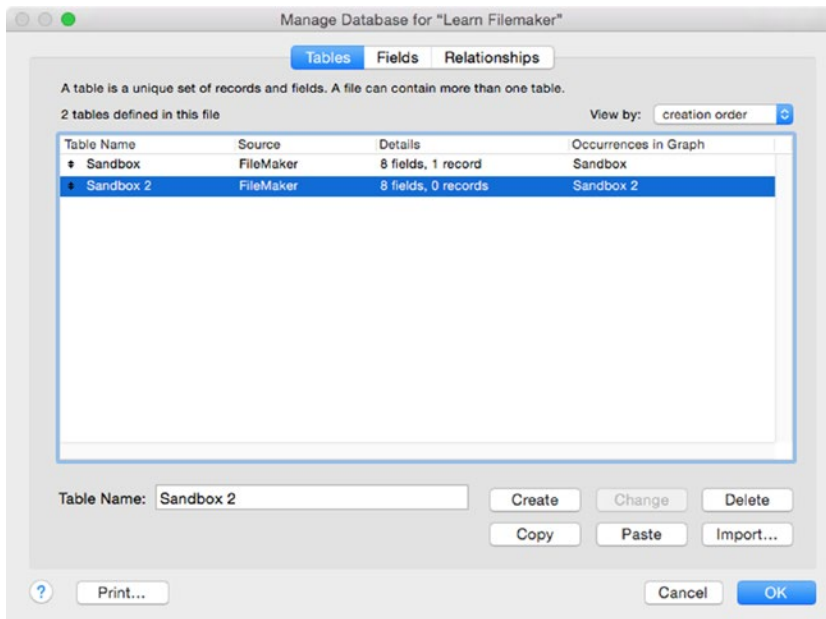 Manage Database for “Learn Filemaker”
Tables Fields Relationships
A table is a unique set of records and fields. A file can contain more than one table.
2 tables defined in this file View by: creation order
Table Name Source Details Occurrences in Graph
Sandbox FileMaker 8 fields, 1 record Sandbox
Sandbox 2 FileMaker 8 fields, 0 records Sandbox 2
Table Name: Sandbox 2 Create Change Delete
Copy Paste Import...
? Print... Cancel OK